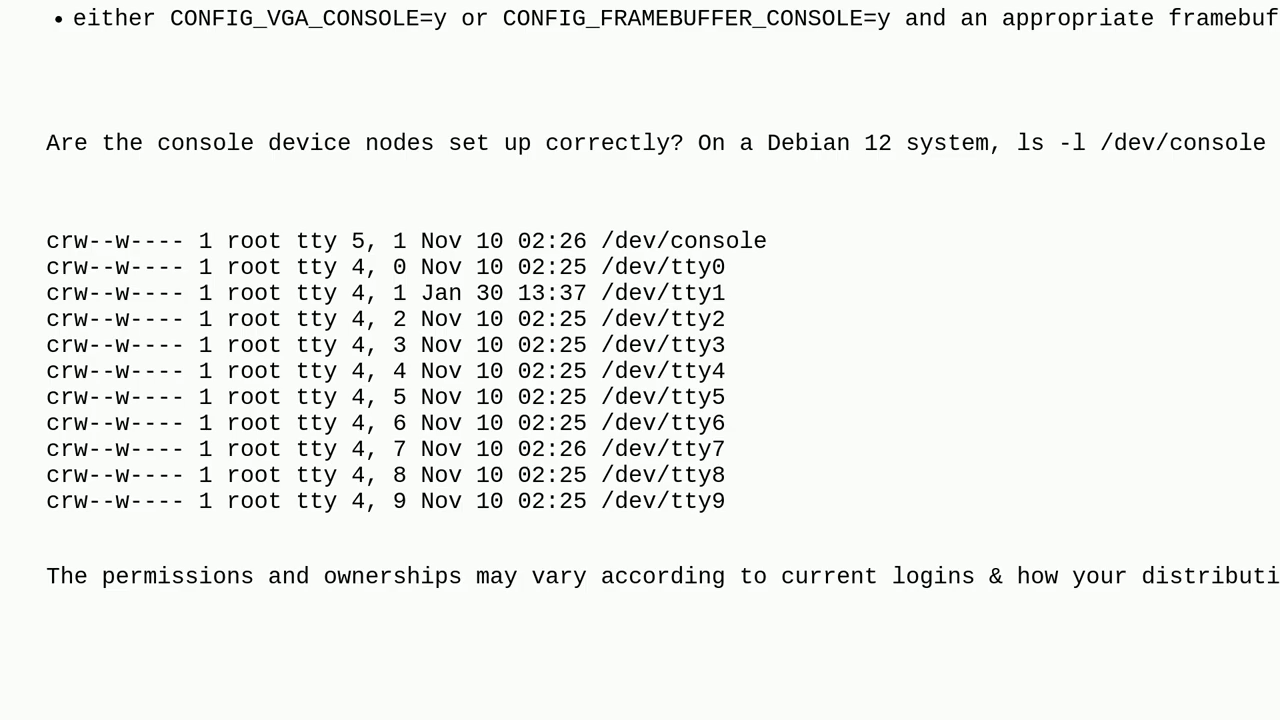 • either CONFIG_VGA_CONSOLE=y or CONFIG_FRAMEBUFFER_CONSOLE=y and an appropriate framebuf
Are the console device nodes set up correctly? On a Debian 12 system, ls -l /dev/console
crw--w---- 1 root tty 5, 1 Nov 10 02:26 /dev/console
crw--w---- 1 root tty 4, 0 Nov 10 02:25 /dev/tty0
crw--w---- 1 root tty 4, 1 Jan 30 13:37 /dev/tty1
crw--w---- 1 root tty 4, 2 Nov 10 02:25 /dev/tty2
crw--w---- 1 root tty 4, 3 Nov 10 02:25 /dev/tty3
crw--w---- 1 root tty 4, 4 Nov 10 02:25 /dev/tty4
crw--w---- 1 root tty 4, 5 Nov 10 02:25 /dev/tty5
crw--w---- 1 root tty 4, 6 Nov 10 02:25 /dev/tty6
crw--w---- 1 root tty 4, 7 Nov 10 02:26 /dev/tty7
crw--w---- 1 root tty 4, 8 Nov 10 02:25 /dev/tty8
crw--w---- 1 root tty 4, 9 Nov 10 02:25 /dev/tty9
The permissions and ownerships may vary according to current logins & how your distributi